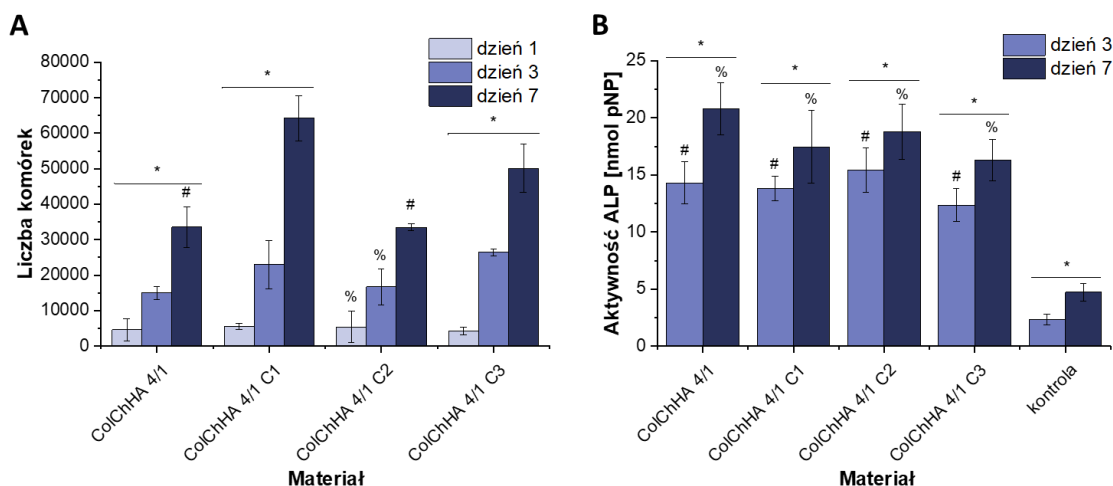 A
dzień 1
dzień 3
dzień 7
80000
70000
60000
50000
40000
30000
20000
10000
0
Liczba komórek
*
#
*
%
%
#
*
ColChHA 4/1
ColChHA 4/1 C1
ColChHA 4/1 C2
ColChHA 4/1 C3
Materiał
B
dzień 3
dzień 7
25
20
15
10
5
0
Aktywność ALP [nmol pNP]
*
#
%
*
#
%
*
#
%
*
#
%
*
ColChHA 4/1
ColChHA 4/1 C1
ColChHA 4/1 C2
ColChHA 4/1 C3
kontrola
Materiał